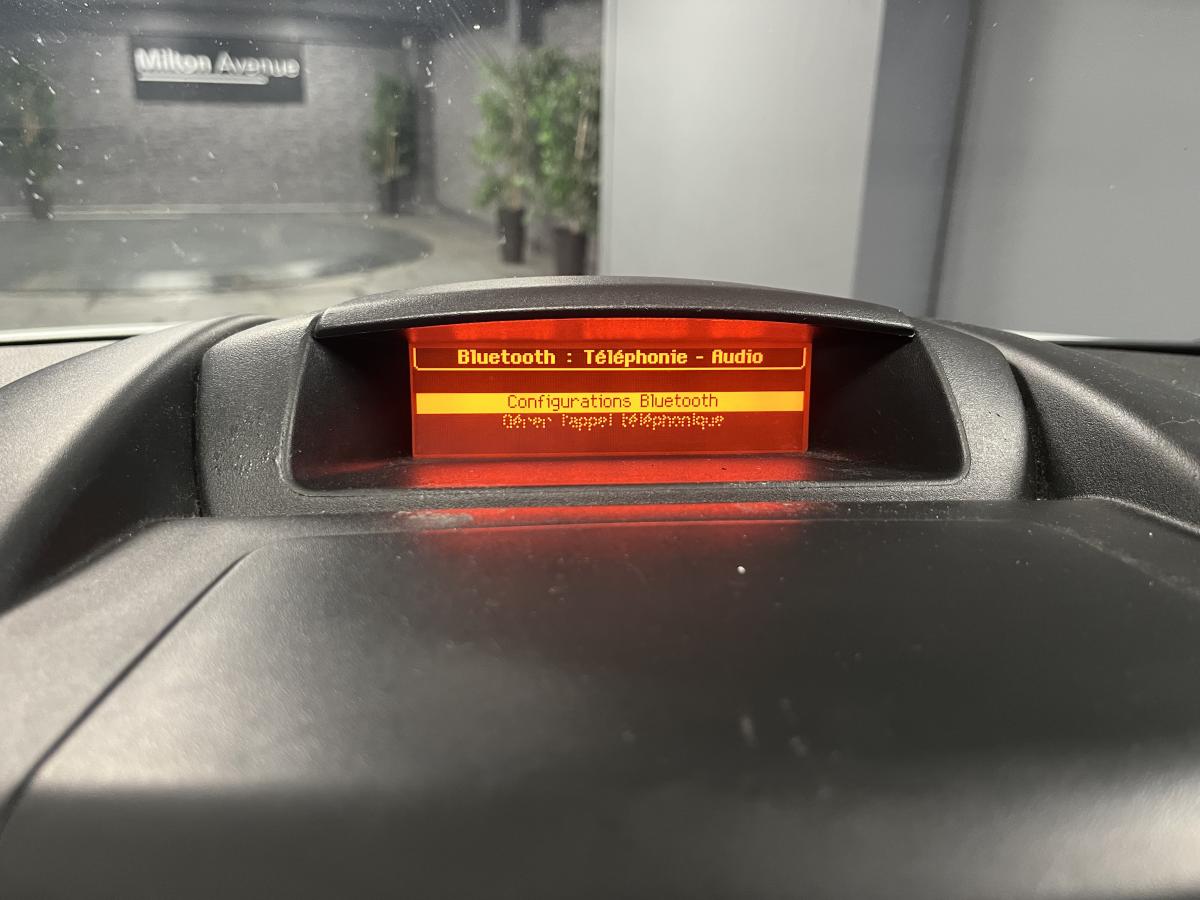 Milton Avenue
Bluetooth : Téléphonie - Audio
Configurations Bluetooth
Gérer l'appel téléphonique